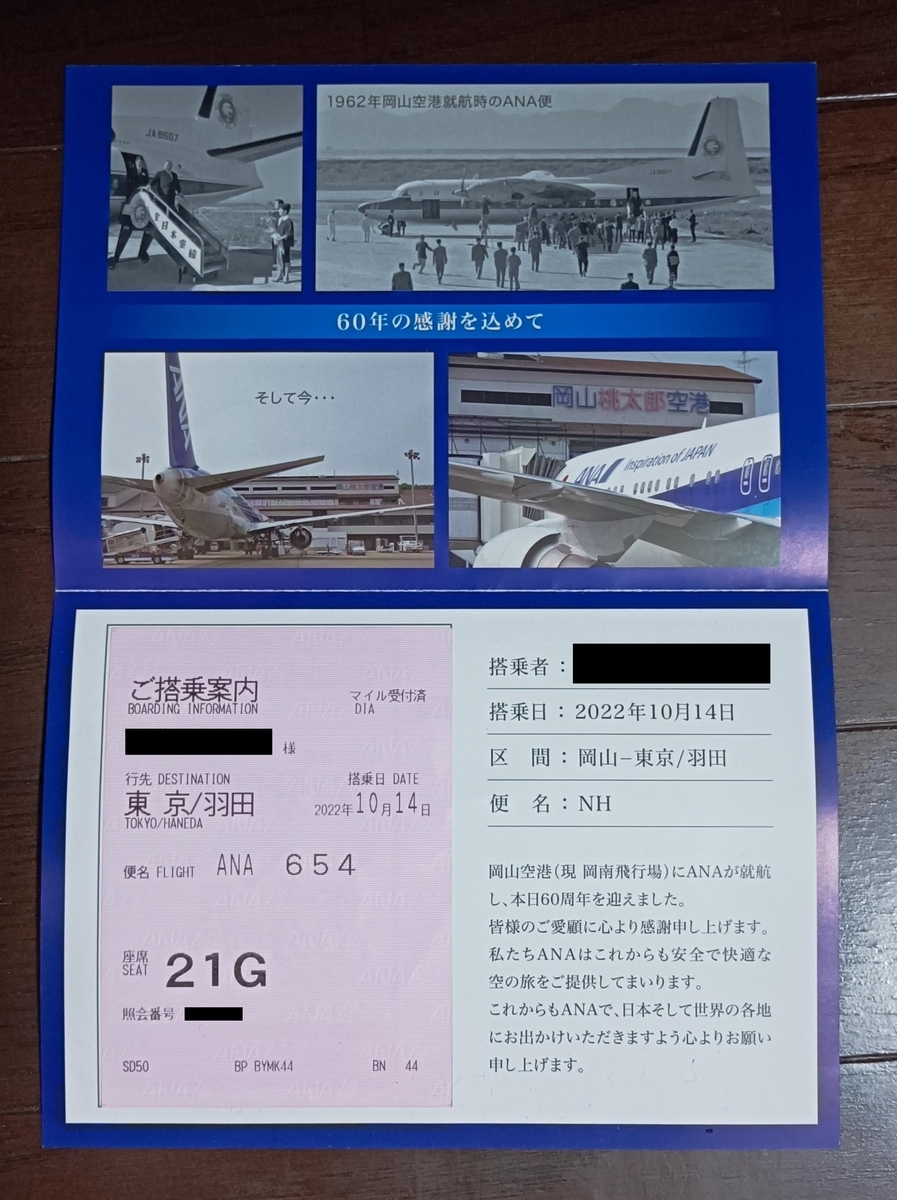 JA8607
全日本空輸
1962年岡山空港就航時のANA便
60年の感謝を込めて
そして今･･･
ANA
岡山桃太郎空港
ANA Inspiration of JAPAN
ご搭乗案内
BOARDING INFORMATION
マイル受付済
DIA
様
行先 DESTINATION
搭乗日 DATE
東京/羽田
2022年10月14日
TOKYO/HANEDA
便名 FLIGHT ANA 654
座席
SEAT
21G
照会番号
SD50 BP BYMK44 BN 44
搭乗者：
搭乗日：2022年10月14日
区　間：岡山−東京/羽田
便　名：NH
岡山空港（現 岡南飛行場）にANAが就航
し、本日60周年を迎えました。
皆様のご愛顧に心より感謝申し上げます。
私たちANAはこれからも安全で快適な
空の旅をご提供してまいります。
これからもANAで、日本そして世界の各地
にお出かけいただきますよう心よりお願い
申し上げます。